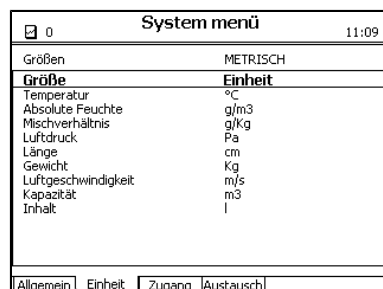 0 System menü 11:09
Größen METRISCH
Größe Einheit
Temperatur °C
Absolute Feuchte g/m3
Mischverhältnis g/Kg
Luftdruck Pa
Länge cm
Gewicht Kg
Luftgeschwindigkeit m/s
Kapazität m3
Inhalt l
Allgemein Einheit Zugang Austausch